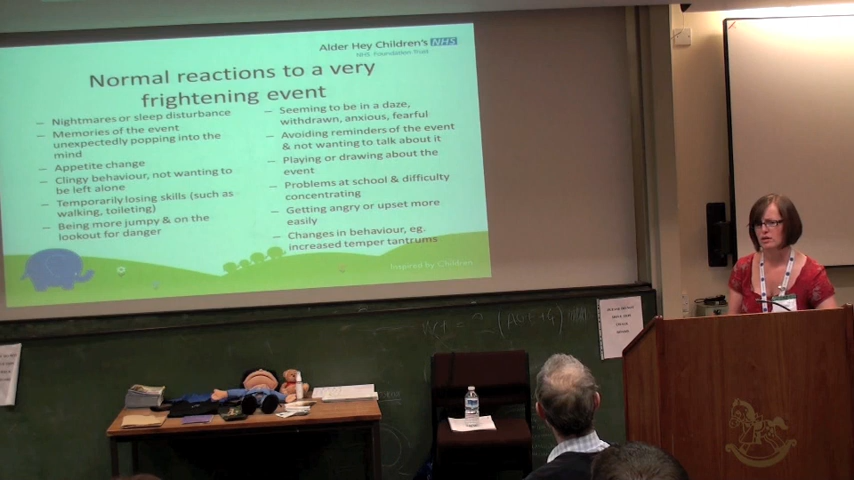 Alder Hey Children's NHS
NHS Foundation Trust
Normal reactions to a very
frightening event
– Nightmares or sleep disturbance
– Memories of the event
unexpectedly popping into the
mind
– Appetite change
– Clingy behaviour, not wanting to
be left alone
– Temporarily losing skills (such as
walking, toileting)
– Being more jumpy & on the
lookout for danger
– Seeming to be in a daze,
withdrawn, anxious, fearful
– Avoiding reminders of the event
& not wanting to talk about it
– Playing or drawing about the
event
– Problems at school & difficulty
concentrating
– Getting angry or upset more
easily
– Changes in behaviour, eg.
increased temper tantrums
Inspired by Children